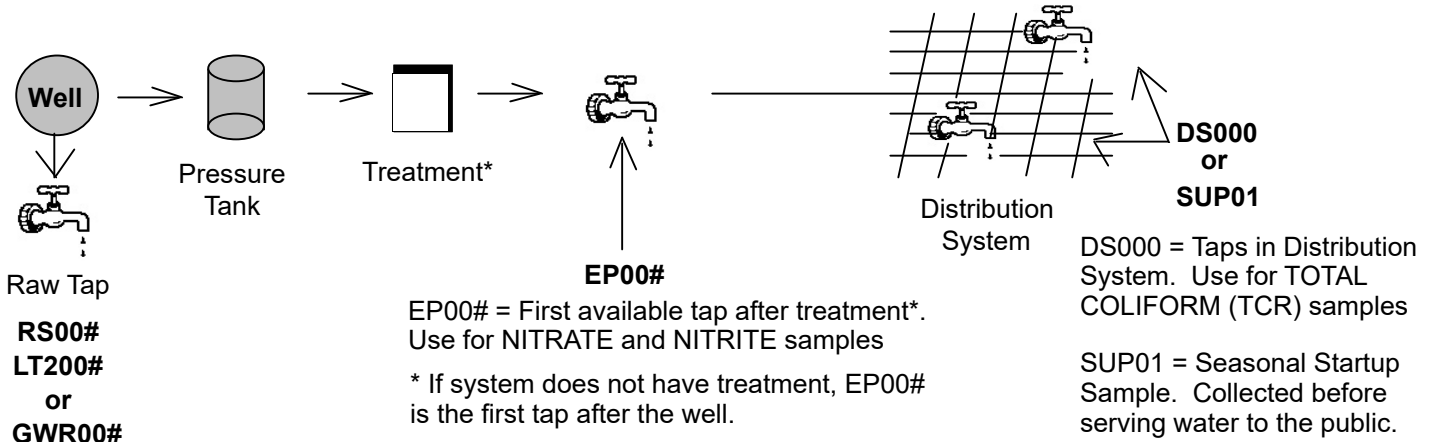 Well
Pressure
Tank
Treatment*
Raw Tap
RS00#
LT200#
or
GWR00#
EP00#
EP00# = First available tap after treatment*.
Use for NITRATE and NITRITE samples
* If system does not have treatment, EP00#
is the first tap after the well.
Distribution
System
DS000
or
SUP01
DS000 = Taps in Distribution
System. Use for TOTAL
COLIFORM (TCR) samples
SUP01 = Seasonal Startup
Sample. Collected before
serving water to the public.